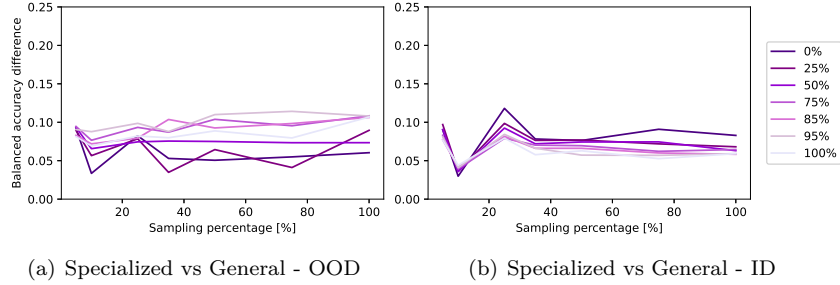 0.25
0.20
0.15
0.10
0.05
0.00
Balanced accuracy difference
20 40 60 80 100
Sampling percentage [%]
(a) Specialized vs General - OOD
0.25
0.20
0.15
0.10
0.05
0.00
20 40 60 80 100
Sampling percentage [%]
(b) Specialized vs General - ID
0%
25%
50%
75%
85%
95%
100%